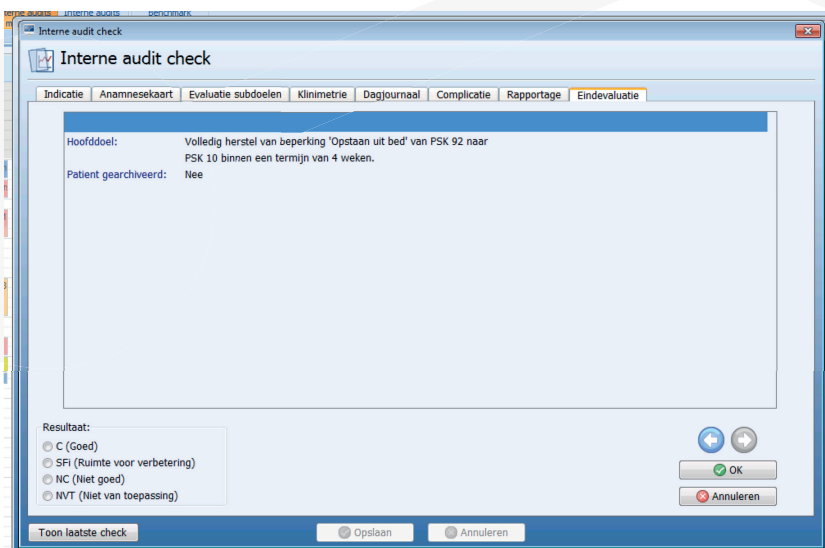 Interne audits Benchmark
Interne audit check
Interne audit check
Indicatie Anamnesekaart Evaluatie subdoelen Klinimetrie Dagjournaal Complicatie Rapportage Eindevaluatie
Hoofddoel: Volledig herstel van beperking 'Opstaan uit bed' van PSK 92 naar
PSK 10 binnen een termijn van 4 weken.
Patient gearchiveerd: Nee
Resultaat:
C (Goed)
SFi (Ruimte voor verbetering)
NC (Niet goed)
NVT (Niet van toepassing)
OK
Annuleren
Toon laatste check Opslaan Annuleren